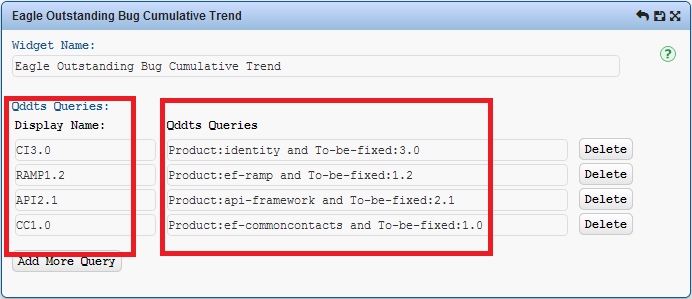 Eagle Outstanding Bug Cumulative Trend
Widget Name:
Eagle Outstanding Bug Cumulative Trend
?
Qddts Queries:
Display Name: Qddts Queries
CI3.0 Product:identity and To-be-fixed:3.0 Delete
RAMP1.2 Product:ef-ramp and To-be-fixed:1.2 Delete
API2.1 Product:api-framework and To-be-fixed:2.1 Delete
CC1.0 Product:ef-commoncontacts and To-be-fixed:1.0 Delete
Add More Query